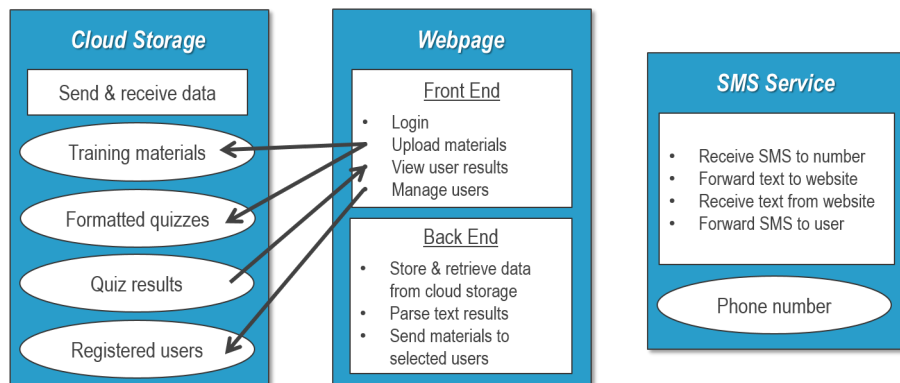 Cloud Storage
Send & receive data
Training materials
Formatted quizzes
Quiz results
Registered users
Webpage
Front End
• Login
• Upload materials
• View user results
• Manage users
Back End
• Store & retrieve data
from cloud storage
• Parse text results
• Send materials to
selected users
SMS Service
• Receive SMS to number
• Forward text to website
• Receive text from website
• Forward SMS to user
Phone number